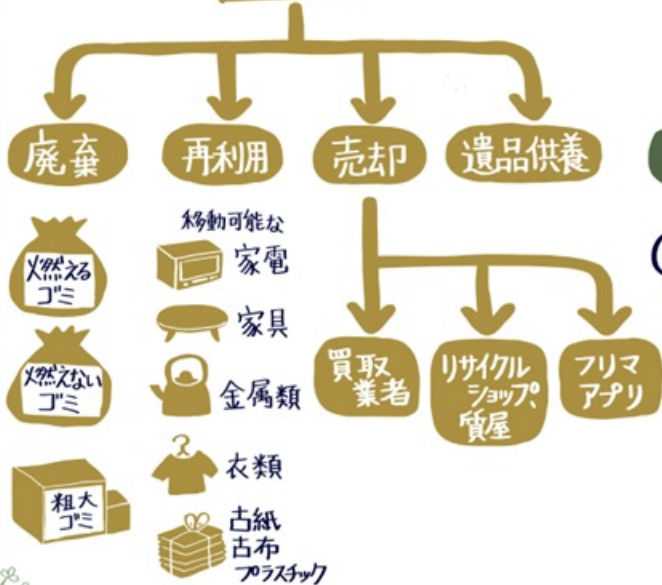 廃棄
再利用
売却
遺品供養
燃える
ゴミ
燃えない
ゴミ
粗大
ゴミ
移動可能な
家電
家具
金属類
衣類
古紙
古布
プラスチック
買取
業者
リサイクル
ショップ、
質屋
フリマ
アプリ